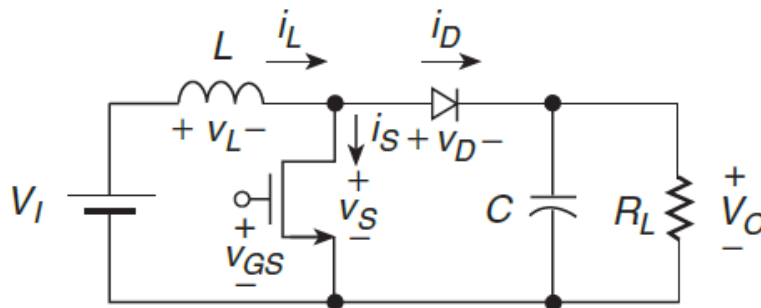 L
i_L
i_D
+ v_L −
i_S
+ v_D −
V_I
+
v_GS
−
+
v_S
−
C
R_L
+
V_O
−